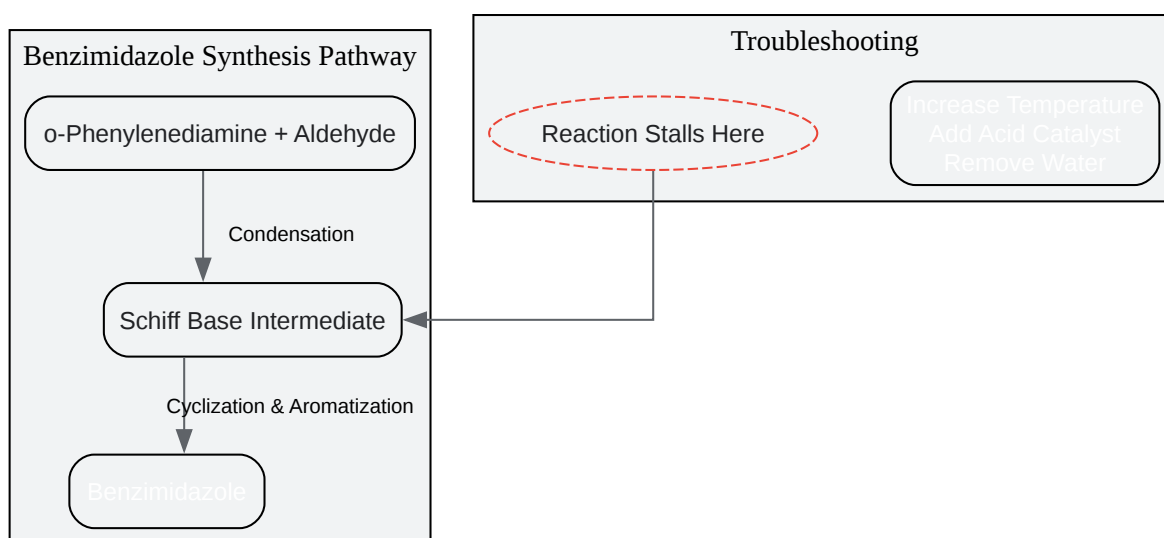 Benzimidazole Synthesis Pathway
o-Phenylenediamine + Aldehyde
Condensation
Schiff Base Intermediate
Cyclization & Aromatization
Benzimidazole
Troubleshooting
Reaction Stalls Here
Increase Temperature
Add Acid Catalyst
Remove Water